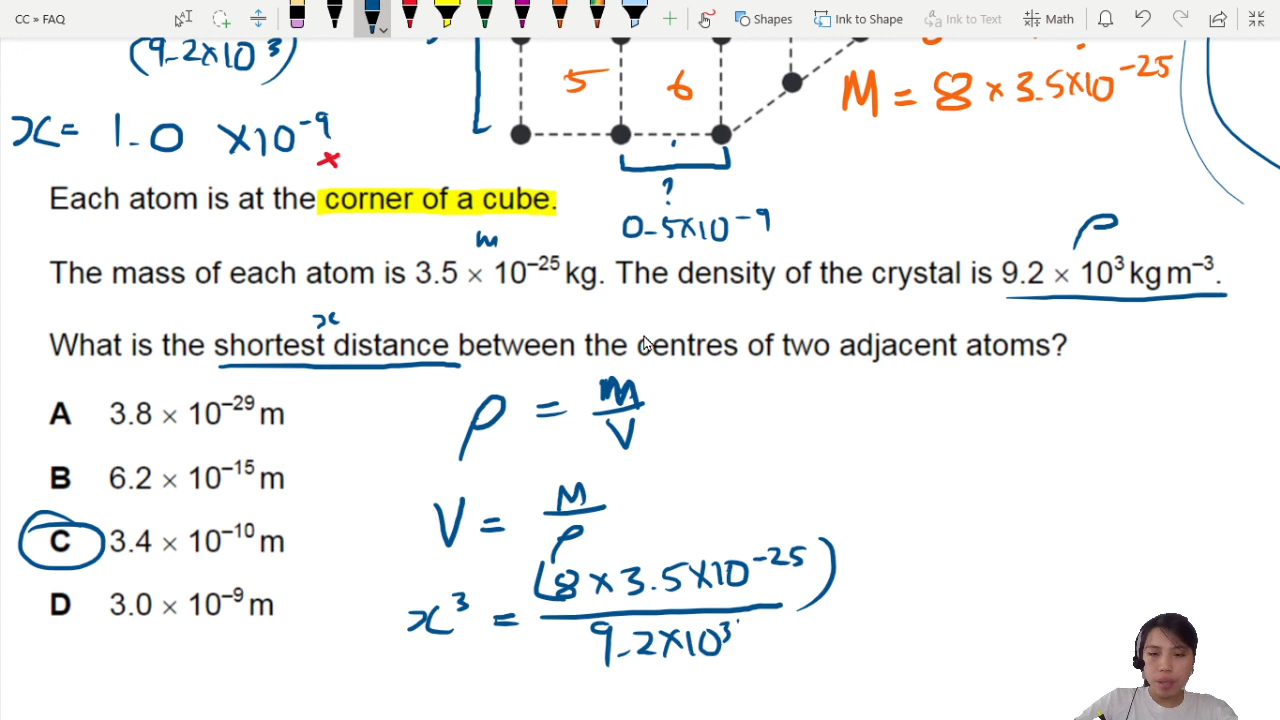 CC » FAQ
Shapes
Ink to Shape
Ink to Text
Math
(9.2×10³)
5 6
M = 8 × 3.5×10⁻²⁵
x = 1.0 ×10⁻⁹
×
Each atom is at the corner of a cube.
?
0.5×10⁻⁹
m
ρ
The mass of each atom is 3.5 × 10⁻²⁵ kg. The density of the crystal is 9.2 × 10³ kg m⁻³.
x
What is the shortest distance between the centres of two adjacent atoms?
A 3.8 × 10⁻²⁹ m
B 6.2 × 10⁻¹⁵ m
C 3.4 × 10⁻¹⁰ m
D 3.0 × 10⁻⁹ m
ρ = m/V
V = M/ρ
x³ = (8 × 3.5×10⁻²⁵)/9.2×10³